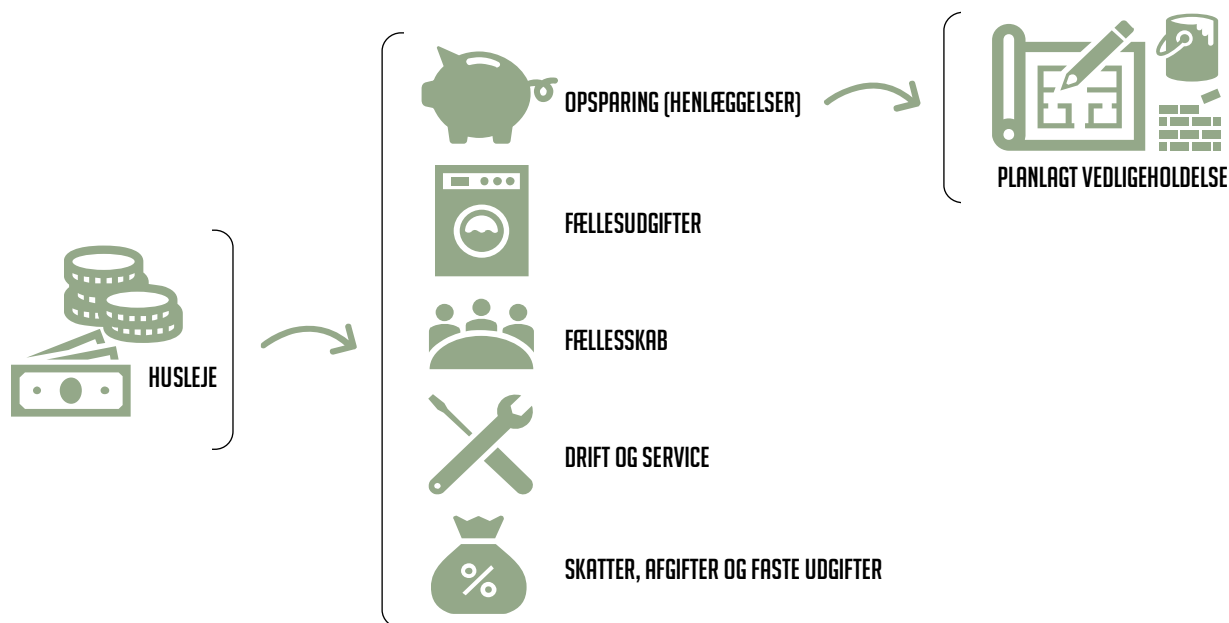 HUSLEJE
OPSPARING (HENLÆGGELSER)
PLANLAGT VEDLIGEHOLDELSE
FÆLLESUDGIFTER
FÆLLESSKAB
DRIFT OG SERVICE
%
SKATTER, AFGIFTER OG FASTE UDGIFTER